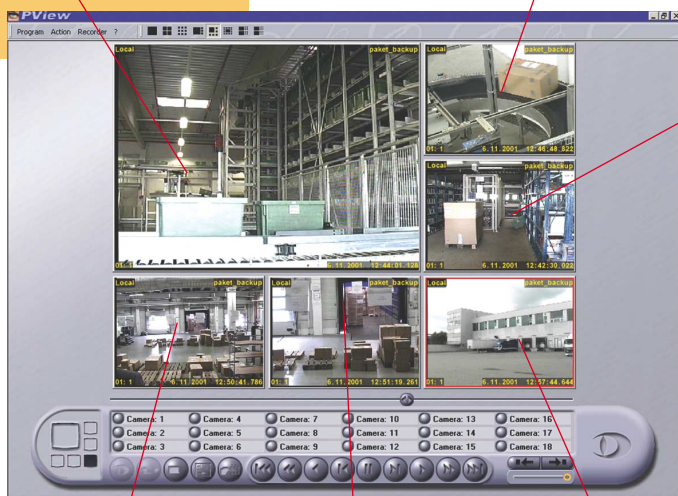 PView
Program Action Recorder ?
Local paket_backup
01: 1 6.11.2001 12:44:01.128
Local paket_backup
01: 1 6.11.2001 12:46:48.822
Local paket_backup
01: 1 6.11.2001 12:42:30.022
Local paket_backup
01: 1 6.11.2001 12:50:41.786
Local paket_backup
01: 1 6.11.2001 12:51:19.261
Local paket_backup
01: 1 6.11.2001 12:57:44.644
Camera: 1 Camera: 4 Camera: 7 Camera: 10 Camera: 13 Camera: 16
Camera: 2 Camera: 5 Camera: 8 Camera: 11 Camera: 14 Camera: 17
Camera: 3 Camera: 6 Camera: 9 Camera: 12 Camera: 15 Camera: 18